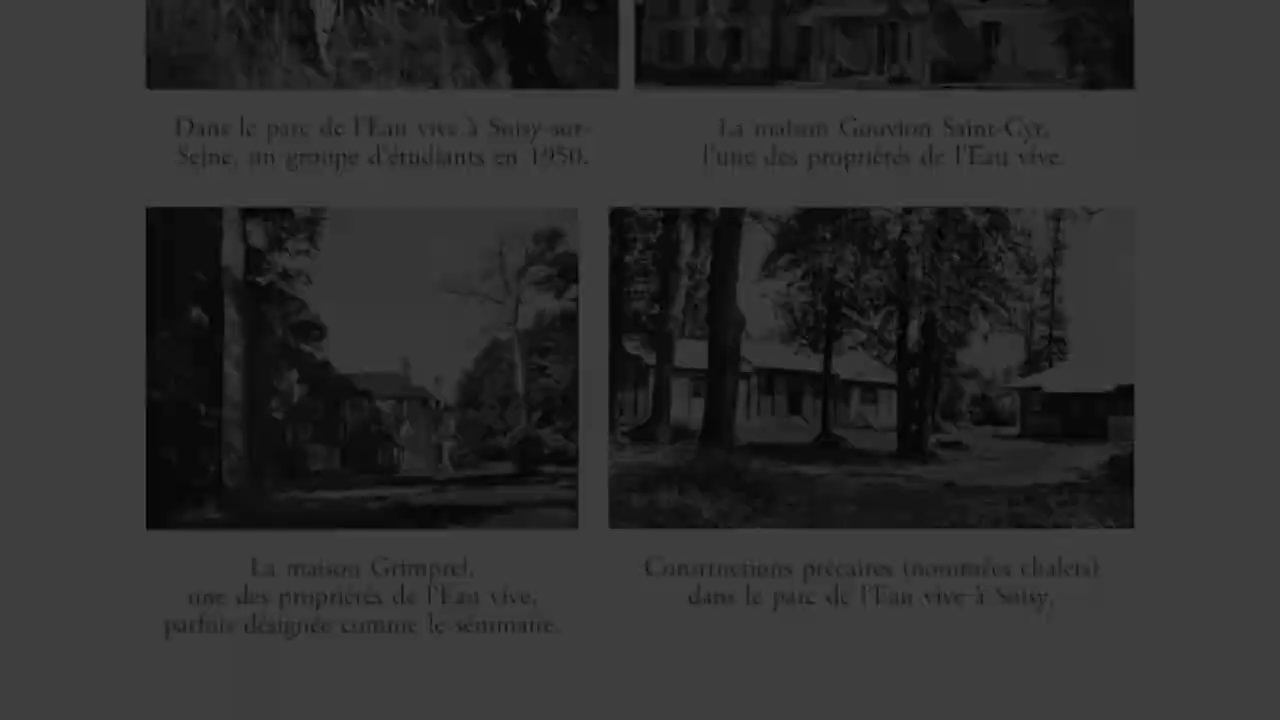 Dans le parc de l'Eau vive à Soisy-sur-
Seine, un groupe d'étudiants en 1950.
La maison Gouvion Saint-Cyr,
l'une des propriétés de l'Eau vive.
La maison Grimprel,
une des propriétés de l'Eau vive,
parfois désignée comme le séminaire.
Constructions précaires (nommées chalets)
dans le parc de l'Eau vive à Soisy.